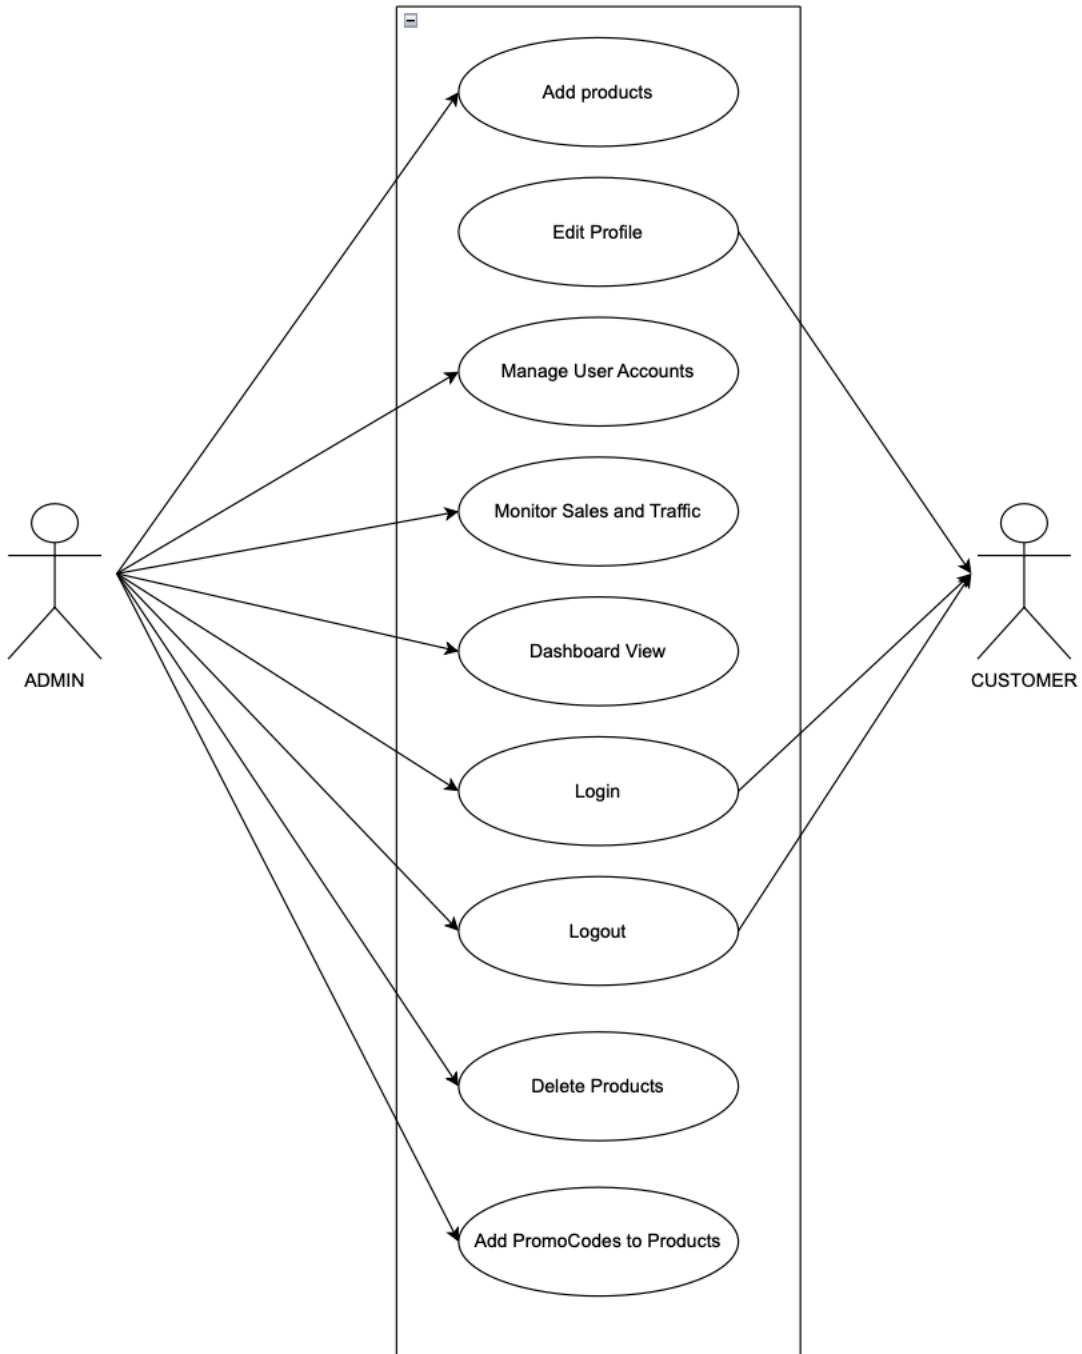 Add products
Edit Profile
Manage User Accounts
Monitor Sales and Traffic
Dashboard View
ADMIN
CUSTOMER
Login
Logout
Delete Products
Add PromoCodes to Products